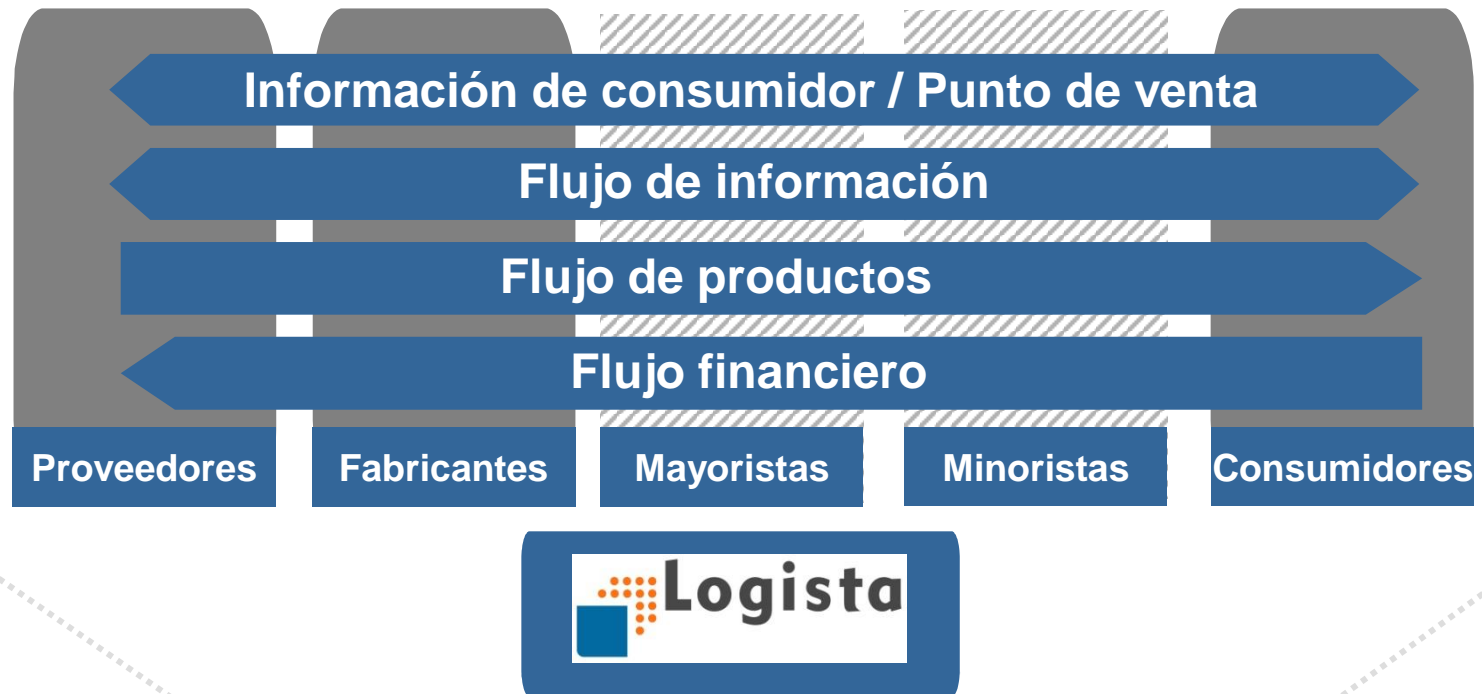 Información de consumidor / Punto de venta
Flujo de información
Flujo de productos
Flujo financiero
Proveedores Fabricantes Mayoristas Minoristas Consumidores
Logista